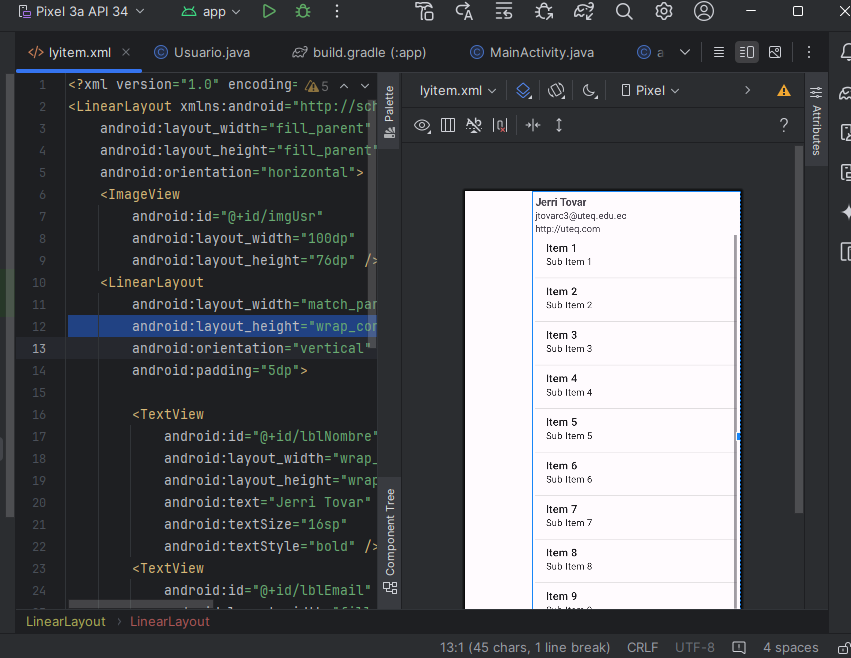 Pixel 3a API 34
app
lyitem.xml
Usuario.java
build.gradle (:app)
MainActivity.java
a
1 <?xml version="1.0" encoding=
5
2 <LinearLayout xmlns:android="http://sch
3 android:layout_width="fill_parent"
4 android:layout_height="fill_parent"
5 android:orientation="horizontal">
6 <ImageView
7 android:id="@+id/imgUsr"
8 android:layout_width="100dp"
9 android:layout_height="76dp" />
10 <LinearLayout
11 android:layout_width="match_par
12 android:layout_height="wrap_con
13 android:orientation="vertical"
14 android:padding="5dp">
15
16 <TextView
17 android:id="@+id/lblNombre"
18 android:layout_width="wrap_
19 android:layout_height="wrap
20 android:text="Jerri Tovar"
21 android:textSize="16sp"
22 android:textStyle="bold" />
23 <TextView
24 android:id="@+id/lblEmail"
Palette
Component Tree
lyitem.xml
Pixel
?
Attributes
Jerri Tovar
jtovarc3@uteq.edu.ec
http://uteq.com
Item 1
Sub Item 1
Item 2
Sub Item 2
Item 3
Sub Item 3
Item 4
Sub Item 4
Item 5
Sub Item 5
Item 6
Sub Item 6
Item 7
Sub Item 7
Item 8
Sub Item 8
Item 9
LinearLayout › LinearLayout
13:1 (45 chars, 1 line break)
CRLF
UTF-8
4 spaces